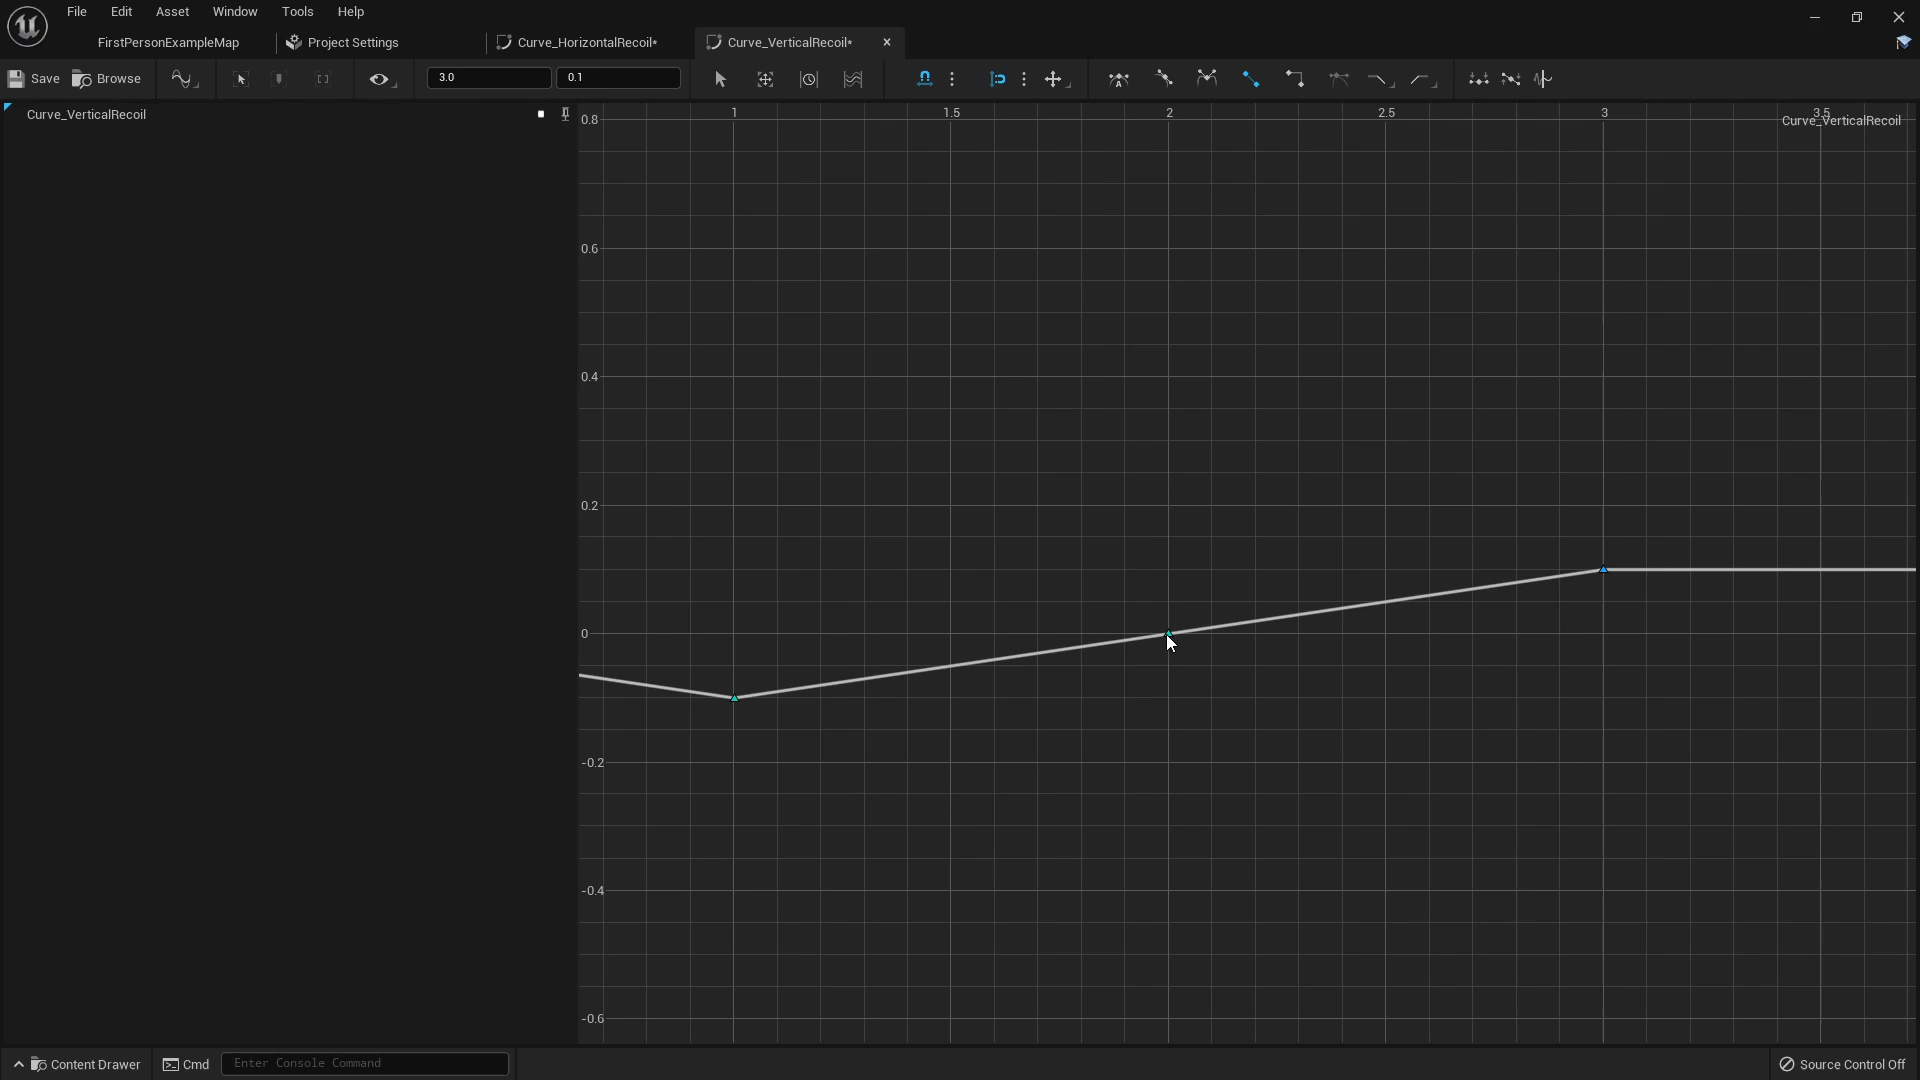 File Edit Asset Window Tools Help
FirstPersonExampleMap Project Settings Curve_HorizontalRecoil* Curve_VerticalRecoil*
Save Browse 3.0 0.1
Curve_VerticalRecoil
1 1.5 2 2.5 3 3.5
Curve_VerticalRecoil
0.8
0.6
0.4
0.2
0
-0.2
-0.4
-0.6
Content Drawer Cmd Enter Console Command Source Control Off